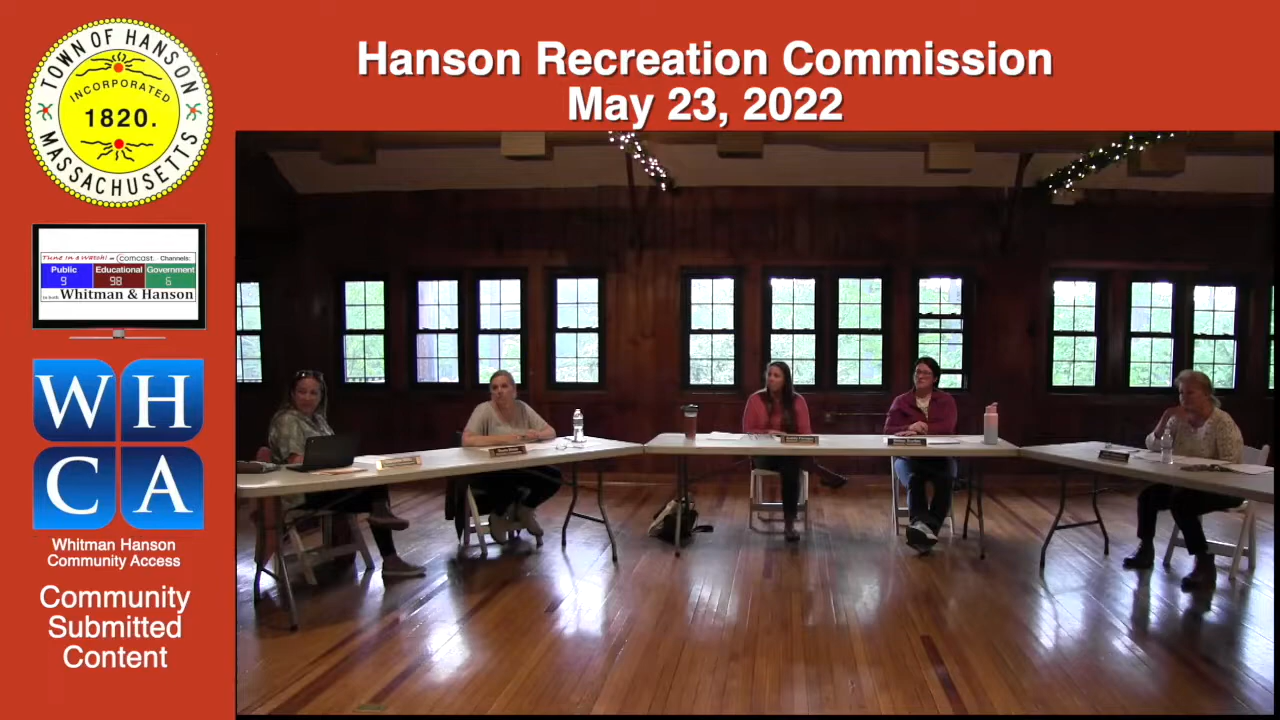 Hanson Recreation Commission
May 23, 2022
TOWN OF HANSON
INCORPORATED
1820.
MASSACHUSETTS
Tune in & Watch! on comcast. Channels:
Public Educational Government
9 98 6
Whitman & Hanson
W H
C A
Whitman Hanson
Community Access
Community
Submitted
Content